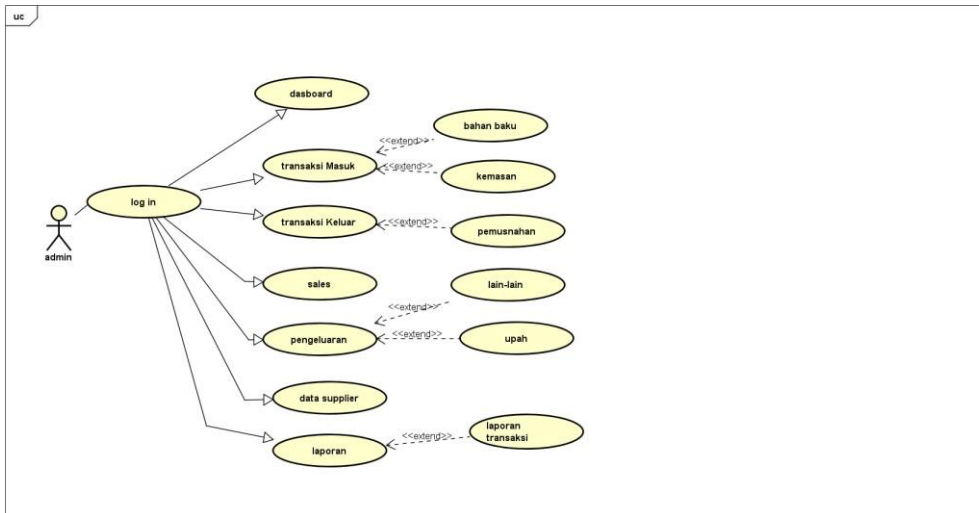 uc
dasboard
bahan baku
<<extend>>
transaksi Masuk
<<extend>>
kemasan
log in
transaksi Keluar
<<extend>>
pemusnahan
admin
sales
lain-lain
<<extend>>
pengeluaran
<<extend>>
upah
data supplier
laporan
<<extend>>
laporan
transaksi